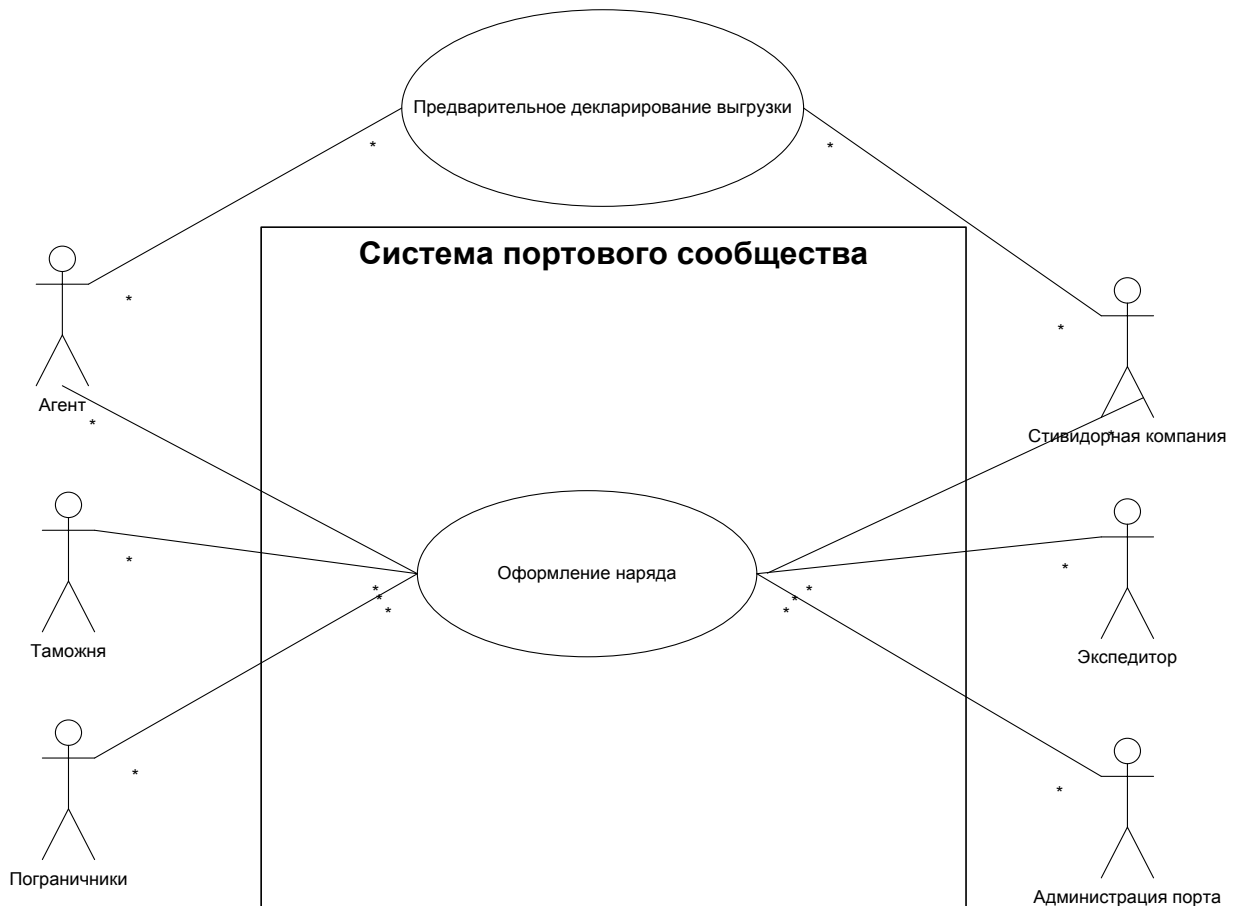 Предварительное декларирование выгрузки
*
*
Система портового сообщества
*
*
Агент
*
Стивидорная компания
*
*
Оформление наряда
*
*
*
*
*
*
*
*
Таможня
Экспедитор
*
*
Пограничники
Администрация порта